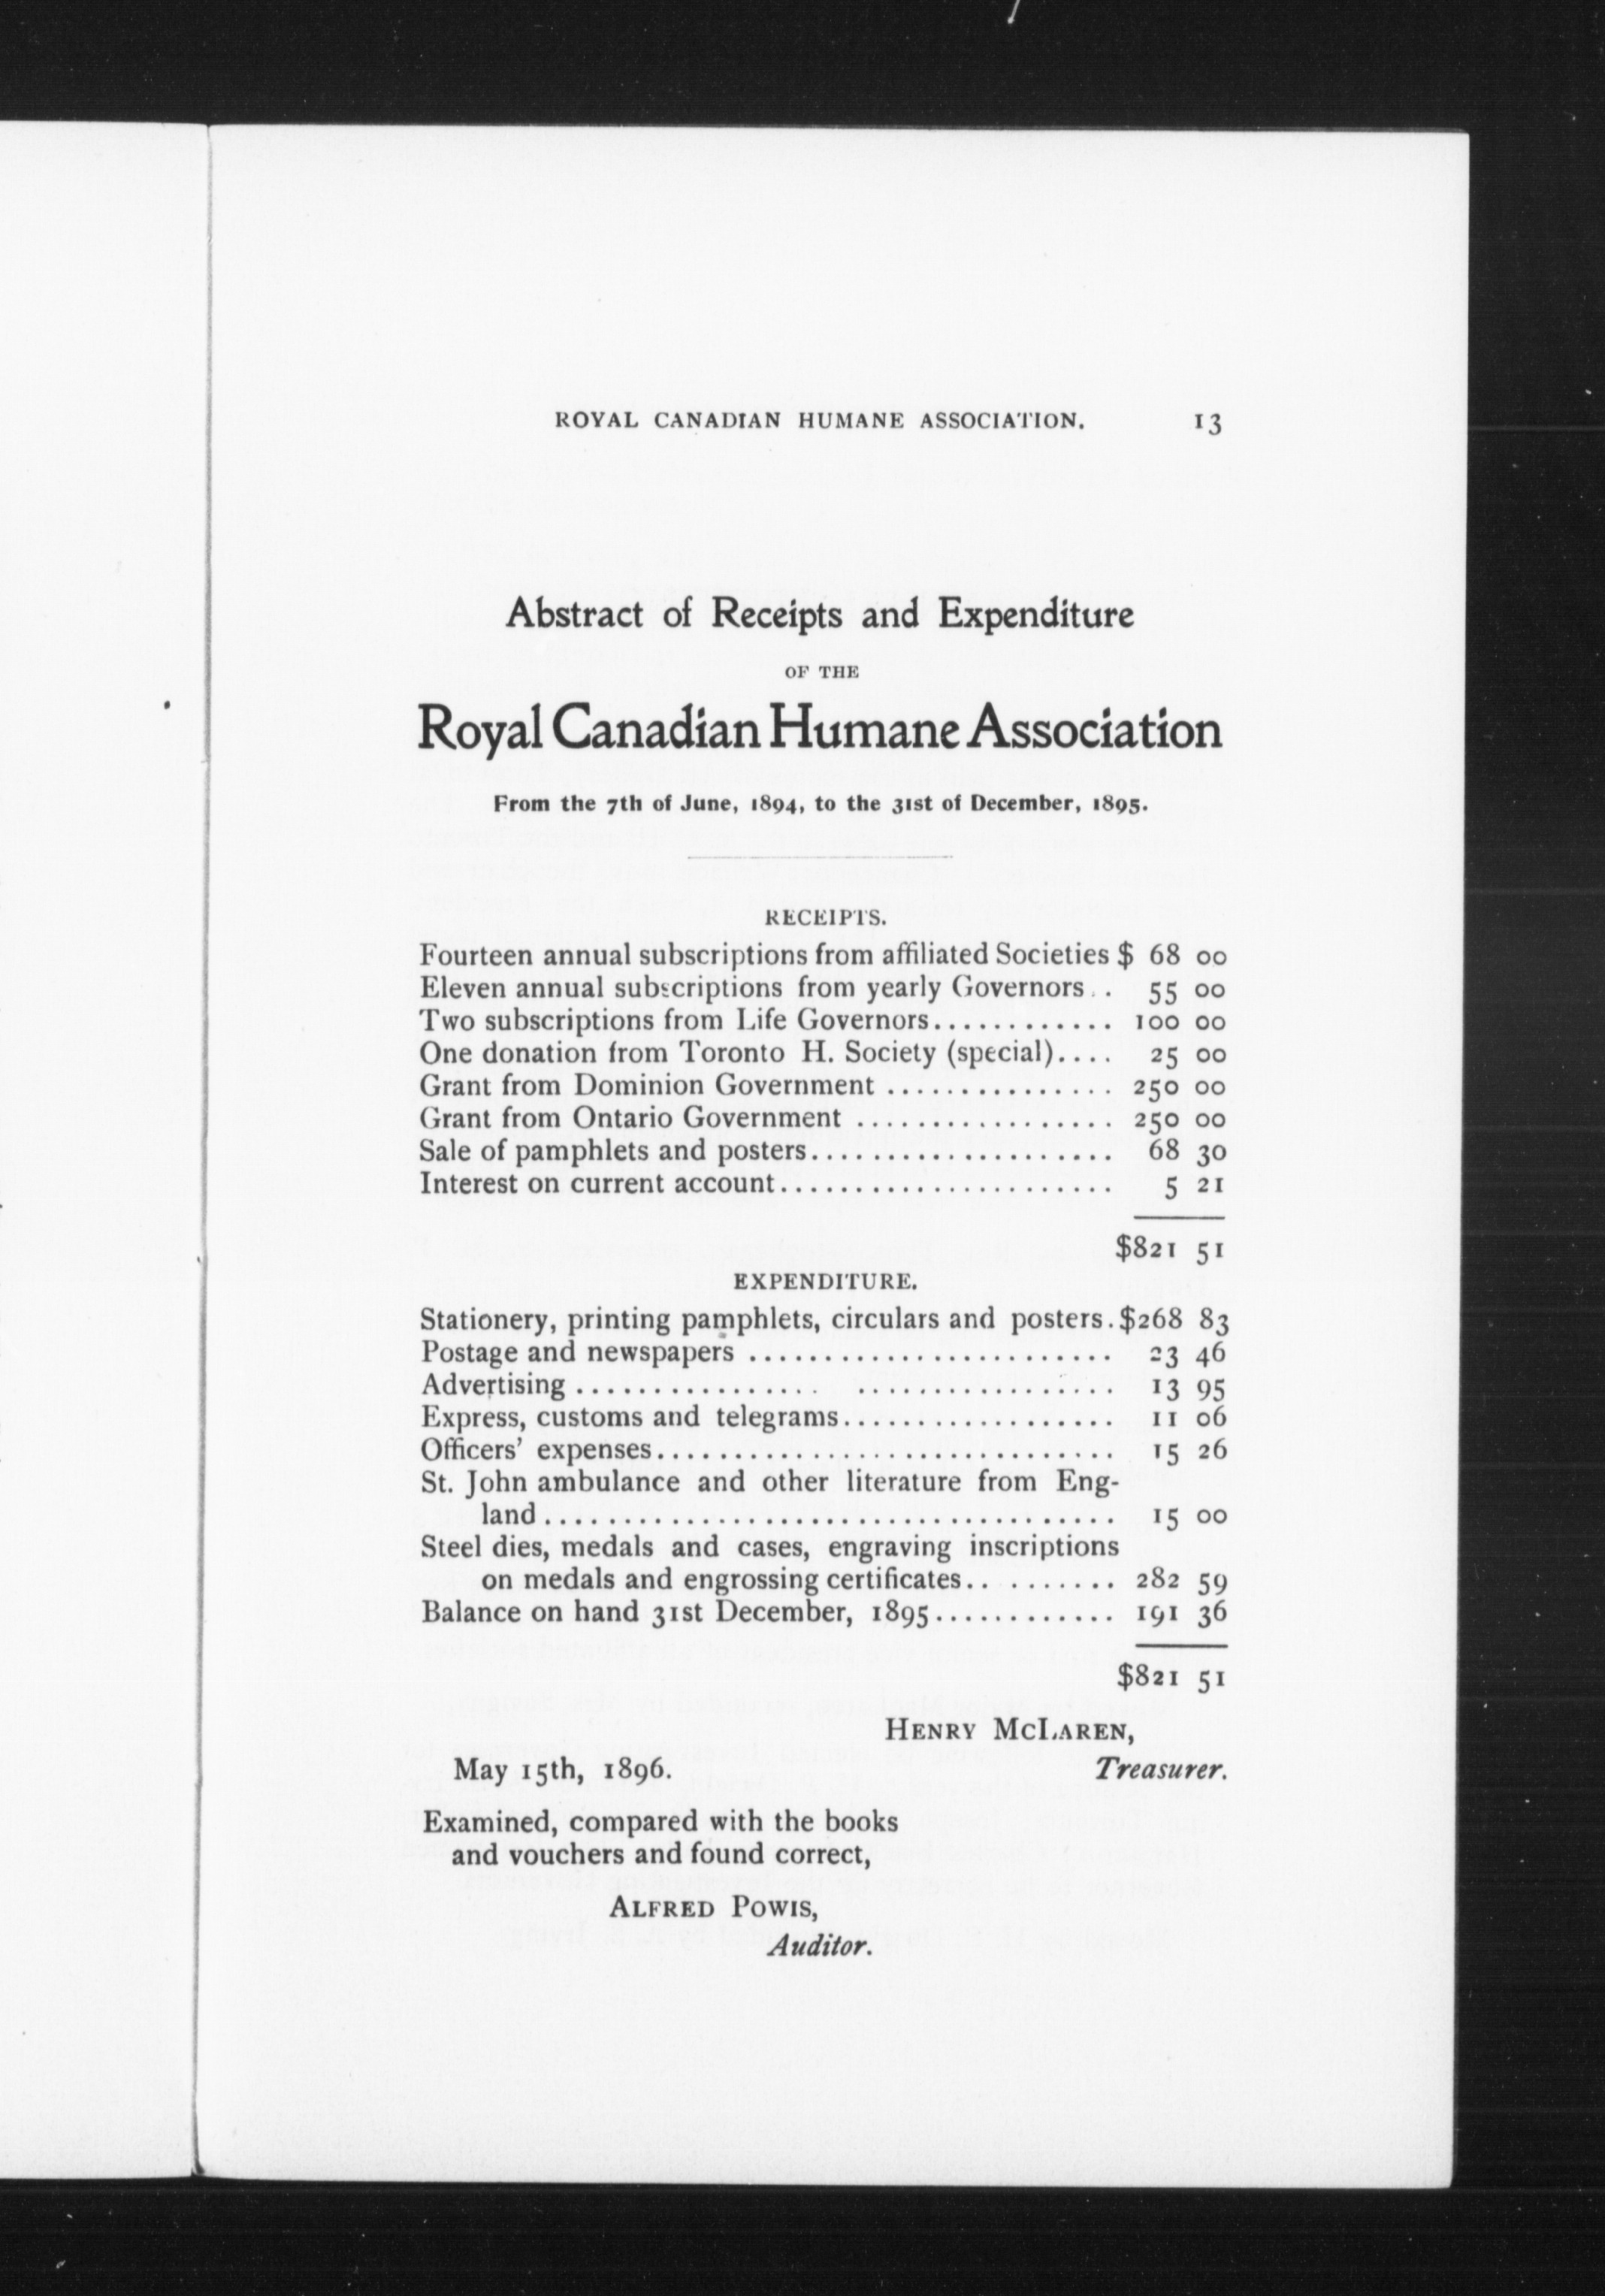 ROYAL CANADIAN HUMANE ASSOCIATION. 13
Abstract of Receipts and Expenditure
OF THE
Royal Canadian Humane Association
From the 7th of June, 1894, to the 31st of December, 1895.
RECEIPTS.
Fourteen annual subscriptions from affiliated Societies $ 68 00
Eleven annual subscriptions from yearly Governors . . 55 00
Two subscriptions from Life Governors............ 100 00
One donation from Toronto H. Society (special).... 25 00
Grant from Dominion Government ............... 250 00
Grant from Ontario Government ................. 250 00
Sale of pamphlets and posters.................... 68 30
Interest on current account...................... 5 21
$821 51
EXPENDITURE.
Stationery, printing pamphlets, circulars and posters.$268 83
Postage and newspapers ........................ 23 46
Advertising ................ ................. 13 95
Express, customs and telegrams.................. 11 06
Officers' expenses.............................. 15 26
St. John ambulance and other literature from Eng-
land..................................... 15 00
Steel dies, medals and cases, engraving inscriptions
on medals and engrossing certificates.. ........ 282 59
Balance on hand 31st December, 1895............ 191 36
$821 51
HENRY MCLAREN,
May 15th, 1896. Treasurer.
Examined, compared with the books
and vouchers and found correct,
ALFRED POWIS,
Auditor.